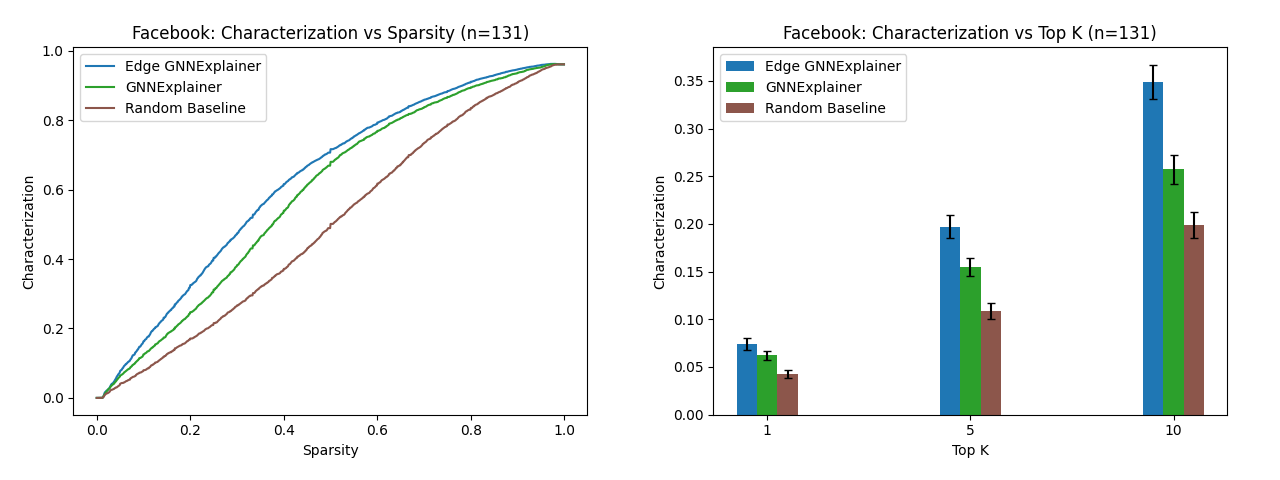 Facebook: Characterization vs Sparsity (n=131)
Edge GNNExplainer
GNNExplainer
Random Baseline
Characterization
1.0
0.8
0.6
0.4
0.2
0.0
0.0 0.2 0.4 0.6 0.8 1.0
Sparsity
Facebook: Characterization vs Top K (n=131)
Edge GNNExplainer
GNNExplainer
Random Baseline
Characterization
0.35
0.30
0.25
0.20
0.15
0.10
0.05
0.00
1 5 10
Top K